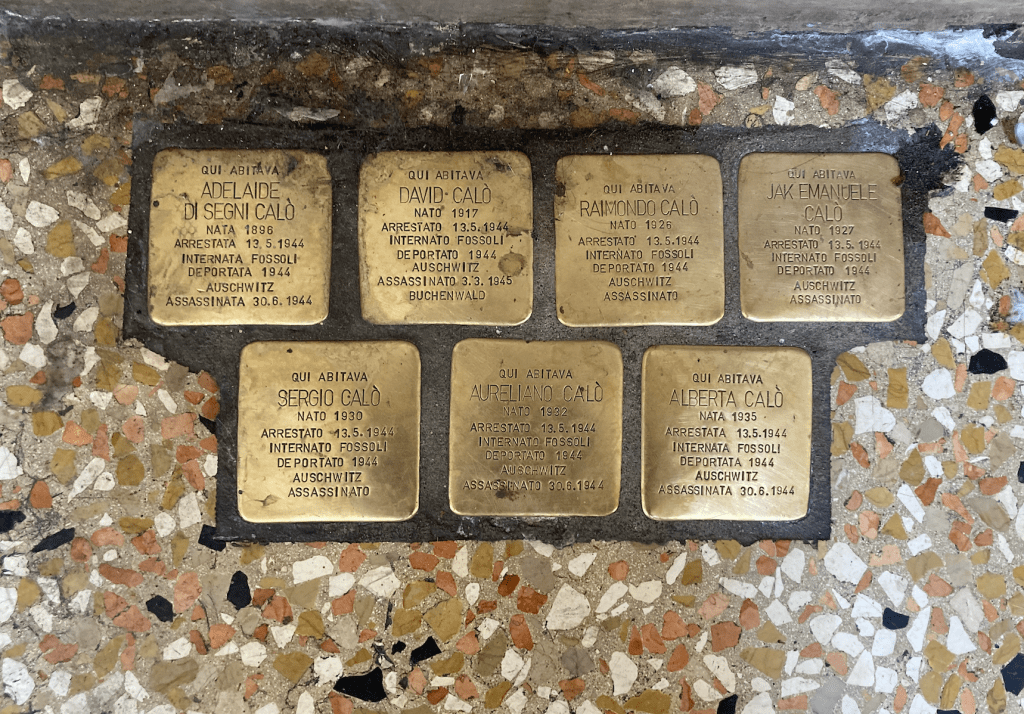 QUI ABITAVA
ADELAIDE
DI SEGNI CALÒ
NATA 1896
ARRESTATA 13.5.1944
INTERNATA FOSSOLI
DEPORTATA 1944
AUSCHWITZ
ASSASSINATA 30.6.1944
QUI ABITAVA
DAVID CALÒ
NATO 1917
ARRESTATO 13.5.1944
INTERNATO FOSSOLI
DEPORTATO 1944
AUSCHWITZ
ASSASSINATO 3.3.1945
BUCHENWALD
QUI ABITAVA
RAIMONDO CALÒ
NATO 1926
ARRESTATO 13.5.1944
INTERNATO FOSSOLI
DEPORTATO 1944
AUSCHWITZ
ASSASSINATO
QUI ABITAVA
JAK EMANUELE
CALÒ
NATO 1927
ARRESTATO 13.5.1944
INTERNATO FOSSOLI
DEPORTATO 1944
AUSCHWITZ
ASSASSINATO
QUI ABITAVA
SERGIO CALÒ
NATO 1930
ARRESTATO 13.5.1944
INTERNATO FOSSOLI
DEPORTATO 1944
AUSCHWITZ
ASSASSINATO
QUI ABITAVA
AURELIANO CALÒ
NATO 1932
ARRESTATO 13.5.1944
INTERNATO FOSSOLI
DEPORTATO 1944
AUSCHWITZ
ASSASSINATO 30.6.1944
QUI ABITAVA
ALBERTA CALÒ
NATA 1935
ARRESTATA 13.5.1944
INTERNATA FOSSOLI
DEPORTATA 1944
AUSCHWITZ
ASSASSINATA 30.6.1944